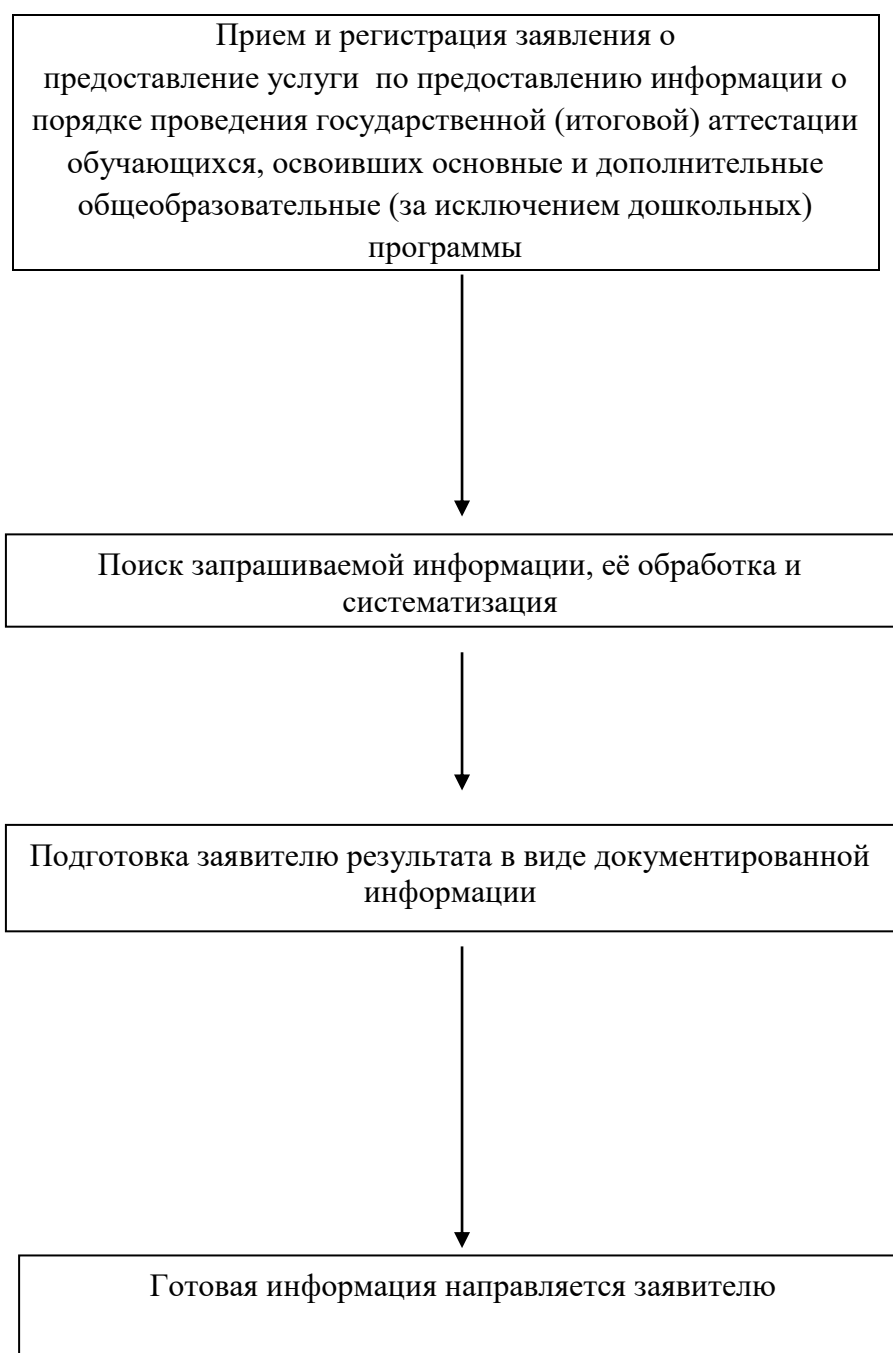 Прием и регистрация заявления о
предоставление услуги по предоставлению информации о
порядке проведения государственной (итоговой) аттестации
обучающихся, освоивших основные и дополнительные
общеобразовательные (за исключением дошкольных)
программы
Поиск запрашиваемой информации, её обработка и
систематизация
Подготовка заявителю результата в виде документированной
информации
Готовая информация направляется заявителю